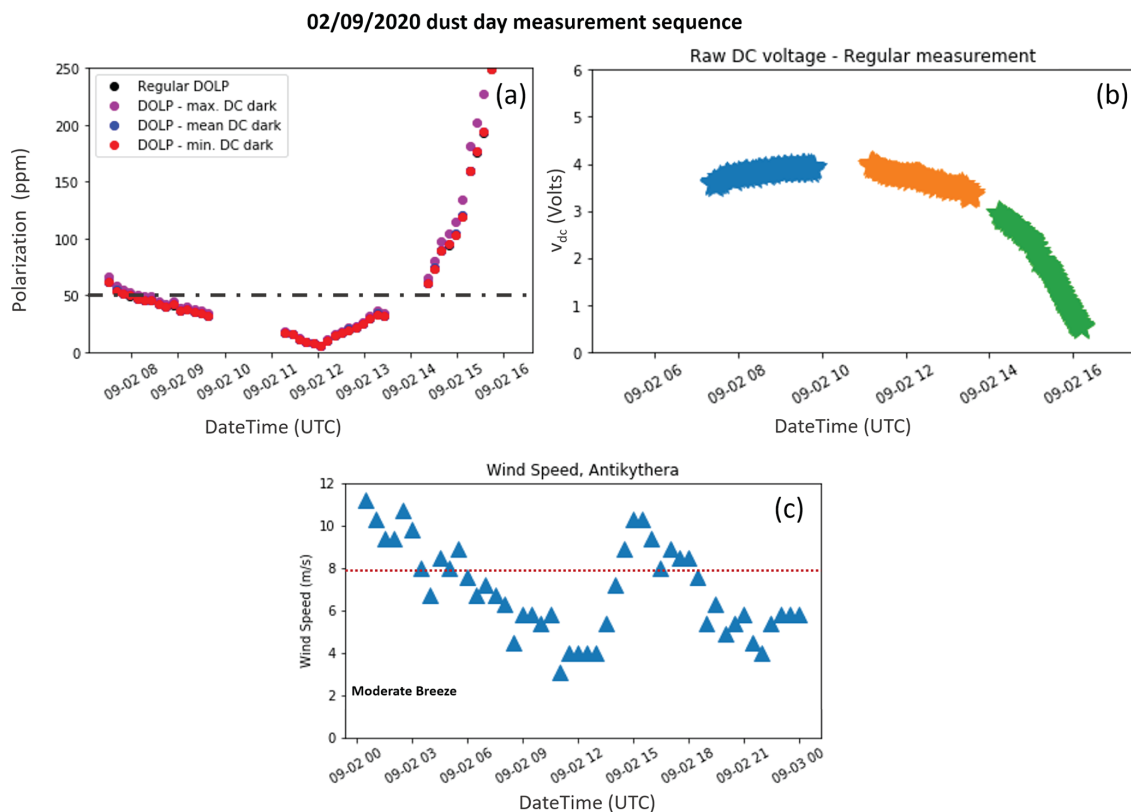 02/09/2020 dust day measurement sequence
(a)
Regular DOLP
DOLP - max. DC dark
DOLP - mean DC dark
DOLP - min. DC dark
Polarization (ppm)
250
200
150
100
50
0
09-02 08
09-02 09
09-02 10
09-02 11
09-02 12
09-02 13
09-02 14
09-02 15
09-02 16
DateTime (UTC)
Raw DC voltage - Regular measurement
(b)
v_dc (Volts)
6
5
4
3
2
1
0
09-02 06
09-02 08
09-02 10
09-02 12
09-02 14
09-02 16
DateTime (UTC)
Wind Speed, Antikythera
(c)
Wind Speed (m/s)
12
10
8
6
4
2
0
Moderate Breeze
09-02 00
09-02 03
09-02 06
09-02 09
09-02 12
09-02 15
09-02 18
09-02 21
09-03 00
DateTime (UTC)